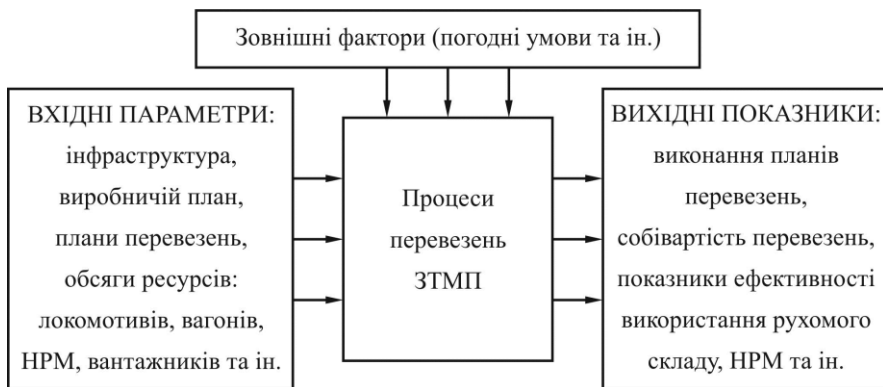 Зовнішні фактори (погодні умови та ін.)
ВХІДНІ ПАРАМЕТРИ:
інфраструктура,
виробничій план,
плани перевезень,
обсяги ресурсів:
локомотивів, вагонів,
НРМ, вантажників та ін.
Процеси
перевезень
ЗТМП
ВИХІДНІ ПОКАЗНИКИ:
виконання планів
перевезень,
собівартість перевезень,
показники ефективності
використання рухомого
складу, НРМ та ін.